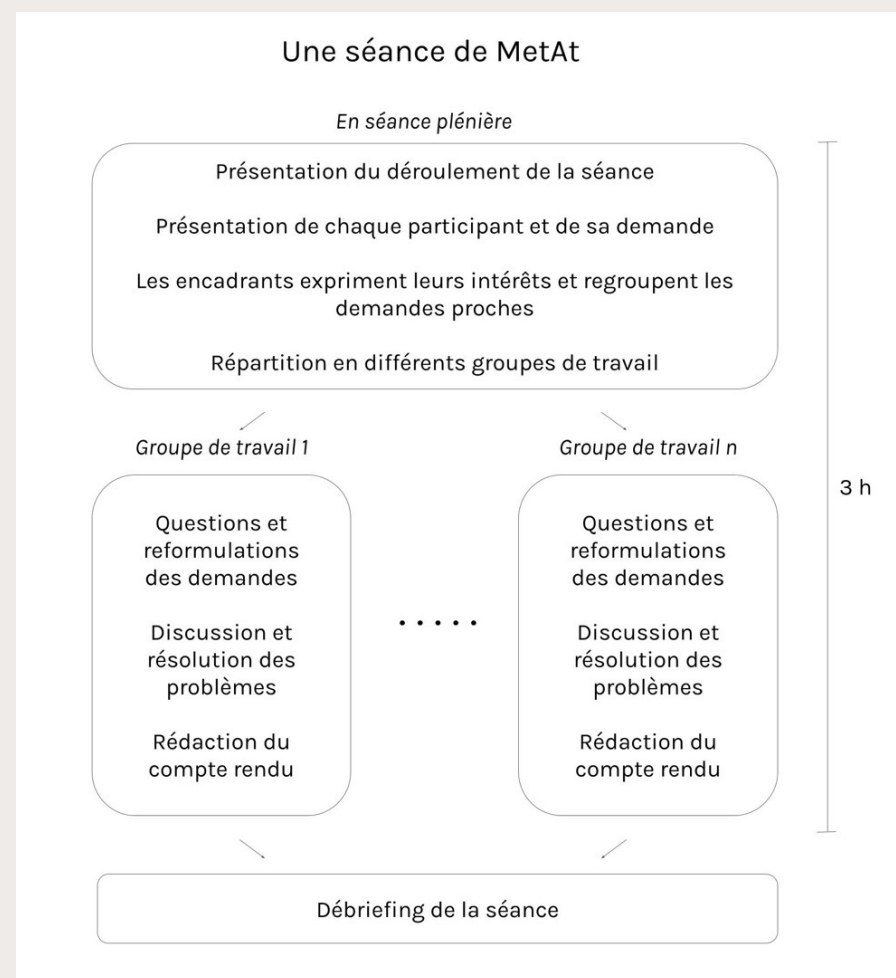 Une séance de MetAt
En séance plénière
Présentation du déroulement de la séance
Présentation de chaque participant et de sa demande
Les encadrants expriment leurs intérêts et regroupent les
demandes proches
Répartition en différents groupes de travail
Groupe de travail 1
Questions et
reformulations
des demandes
Discussion et
résolution des
problèmes
Rédaction du
compte rendu
.....
Groupe de travail n
Questions et
reformulations
des demandes
Discussion et
résolution des
problèmes
Rédaction du
compte rendu
3 h
Débriefing de la séance